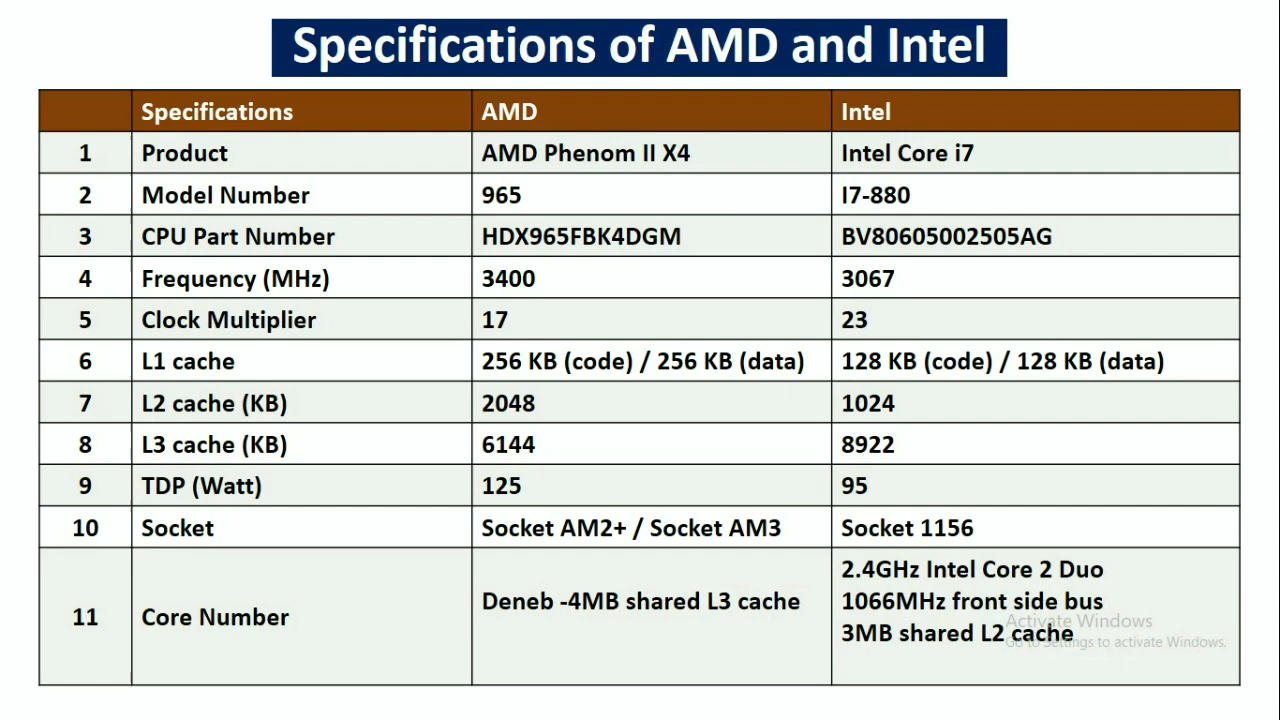 Specifications of AMD and Intel
Specifications AMD Intel
1 Product AMD Phenom II X4 Intel Core i7
2 Model Number 965 I7-880
3 CPU Part Number HDX965FBK4DGM BV80605002505AG
4 Frequency (MHz) 3400 3067
5 Clock Multiplier 17 23
6 L1 cache 256 KB (code) / 256 KB (data) 128 KB (code) / 128 KB (data)
7 L2 cache (KB) 2048 1024
8 L3 cache (KB) 6144 8922
9 TDP (Watt) 125 95
10 Socket Socket AM2+ / Socket AM3 Socket 1156
11 Core Number Deneb -4MB shared L3 cache 2.4GHz Intel Core 2 Duo
1066MHz front side bus
3MB shared L2 cache
Activate Windows
Go to Settings to activate Windows.